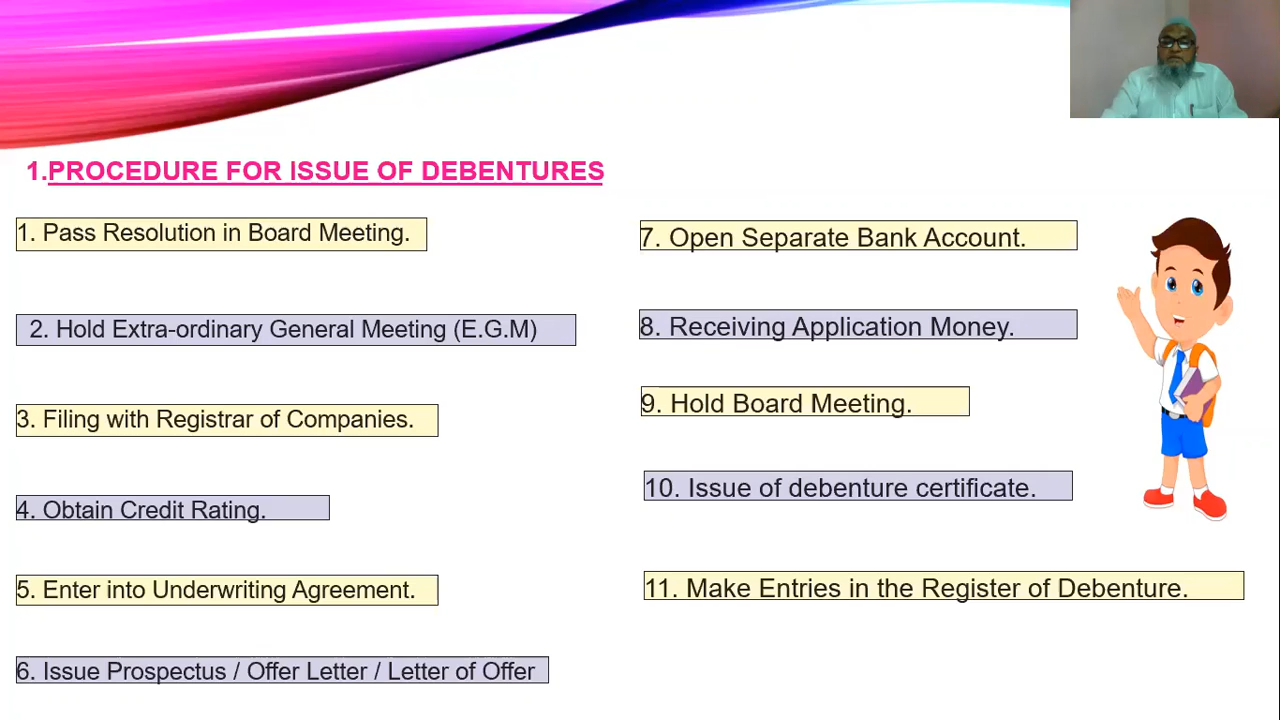 1.PROCEDURE FOR ISSUE OF DEBENTURES
1. Pass Resolution in Board Meeting.
2. Hold Extra-ordinary General Meeting (E.G.M)
3. Filing with Registrar of Companies.
4. Obtain Credit Rating.
5. Enter into Underwriting Agreement.
6. Issue Prospectus / Offer Letter / Letter of Offer
7. Open Separate Bank Account.
8. Receiving Application Money.
9. Hold Board Meeting.
10. Issue of debenture certificate.
11. Make Entries in the Register of Debenture.